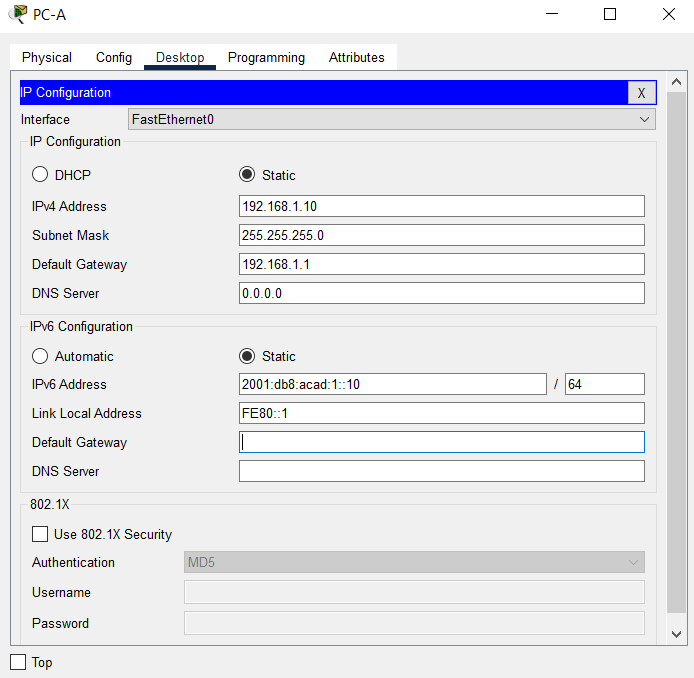 PC-A
Physical Config Desktop Programming Attributes
IP Configuration X
Interface FastEthernet0
IP Configuration
DHCP Static
IPv4 Address 192.168.1.10
Subnet Mask 255.255.255.0
Default Gateway 192.168.1.1
DNS Server 0.0.0.0
IPv6 Configuration
Automatic Static
IPv6 Address 2001:db8:acad:1::10 / 64
Link Local Address FE80::1
Default Gateway
DNS Server
802.1X
Use 802.1X Security
Authentication MD5
Username
Password
Top